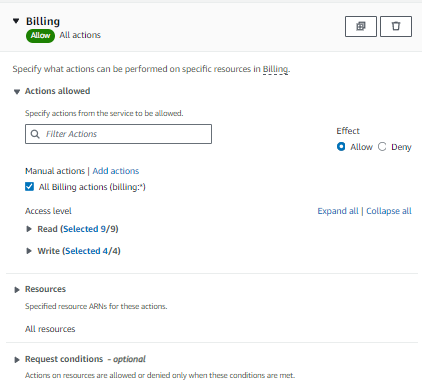 Billing
Allow All actions
Specify what actions can be performed on specific resources in Billing.
Actions allowed
Specify actions from the service to be allowed.
Filter Actions
Effect
Allow Deny
Manual actions | Add actions
All Billing actions (billing:*)
Access level
Expand all | Collapse all
Read (Selected 9/9)
Write (Selected 4/4)
Resources
Specified resource ARNs for these actions.
All resources
Request conditions - optional
Actions on resources are allowed or denied only when these conditions are met.